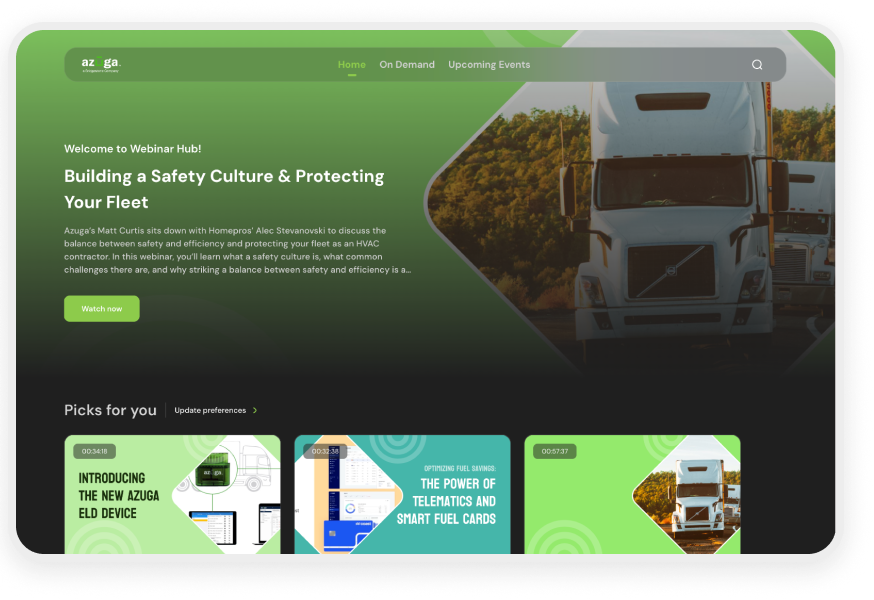 azuga
A Bridgestone Company
Home
On Demand
Upcoming Events
Welcome to Webinar Hub!
Building a Safety Culture & Protecting
Your Fleet
Azuga's Matt Curtis sits down with Homepros' Alec Stevanovski to discuss the
balance between safety and efficiency and protecting your fleet as an HVAC
contractor. In this webinar, you'll learn what a safety culture is, what common
challenges there are, and why striking a balance between safety and efficiency is a...
Watch now
Picks for you
Update preferences
00:34:18
INTRODUCING
THE NEW AZUGA
ELD DEVICE
00:32:38
OPTIMIZING FUEL SAVINGS:
THE POWER OF
TELEMATICS AND
SMART FUEL CARDS
00:57:37